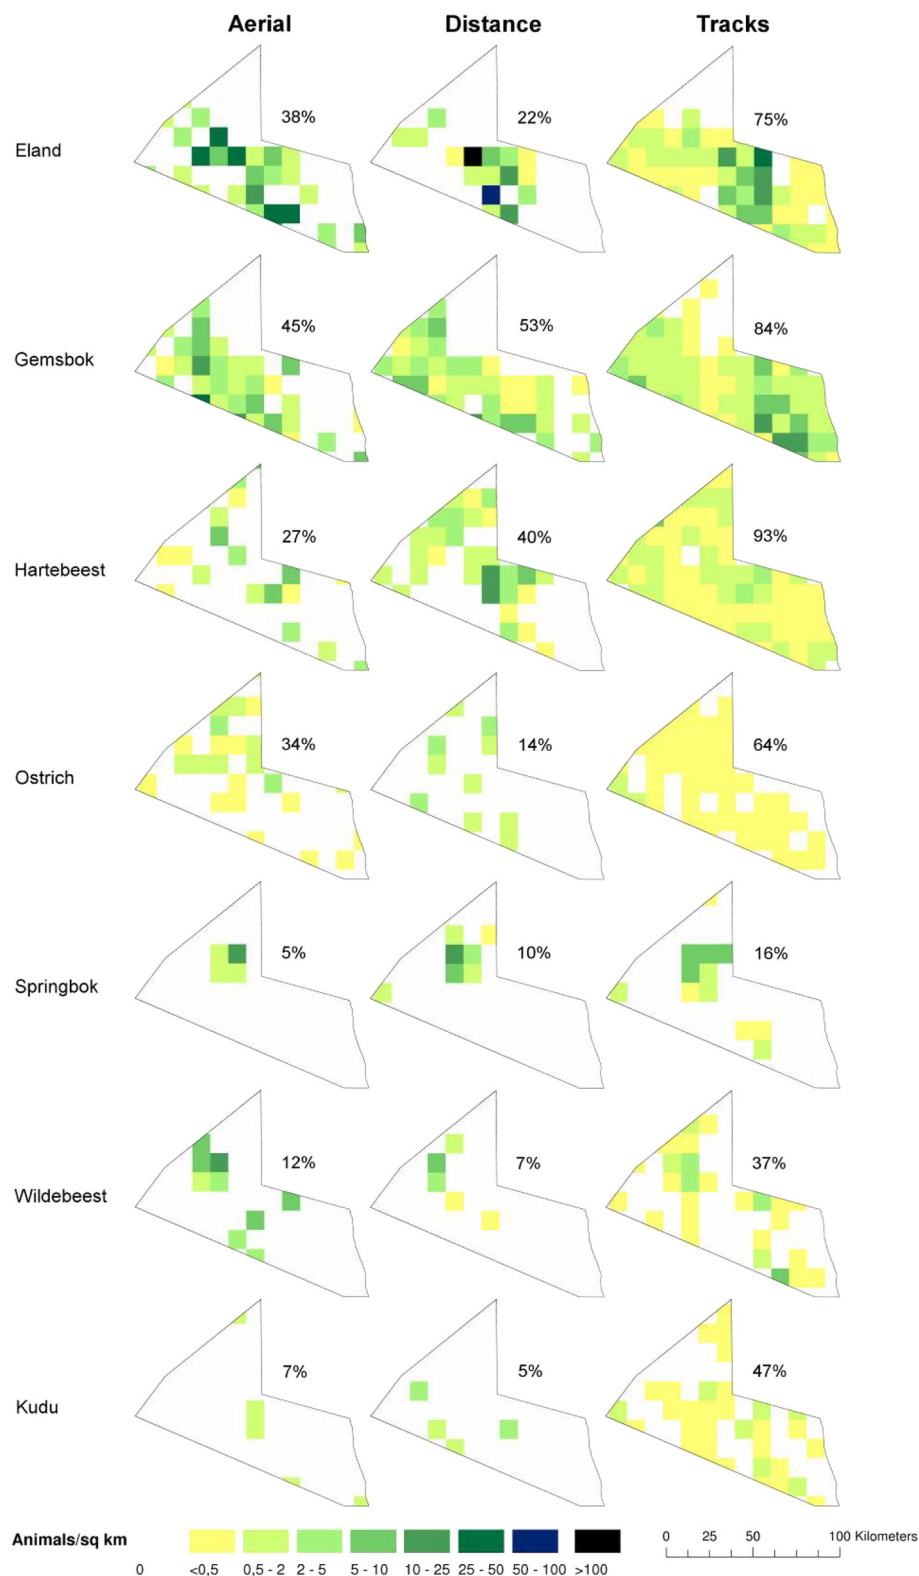 Aerial Distance Tracks
Eland 38% 22% 75%
Gemsbok 45% 53% 84%
Hartebeest 27% 40% 93%
Ostrich 34% 14% 64%
Springbok 5% 10% 16%
Wildebeest 12% 7% 37%
Kudu 7% 5% 47%
Animals/sq km
0 <0,5 0,5 - 2 2 - 5 5 - 10 10 - 25 25 - 50 50 - 100 >100
0 25 50 100 Kilometers